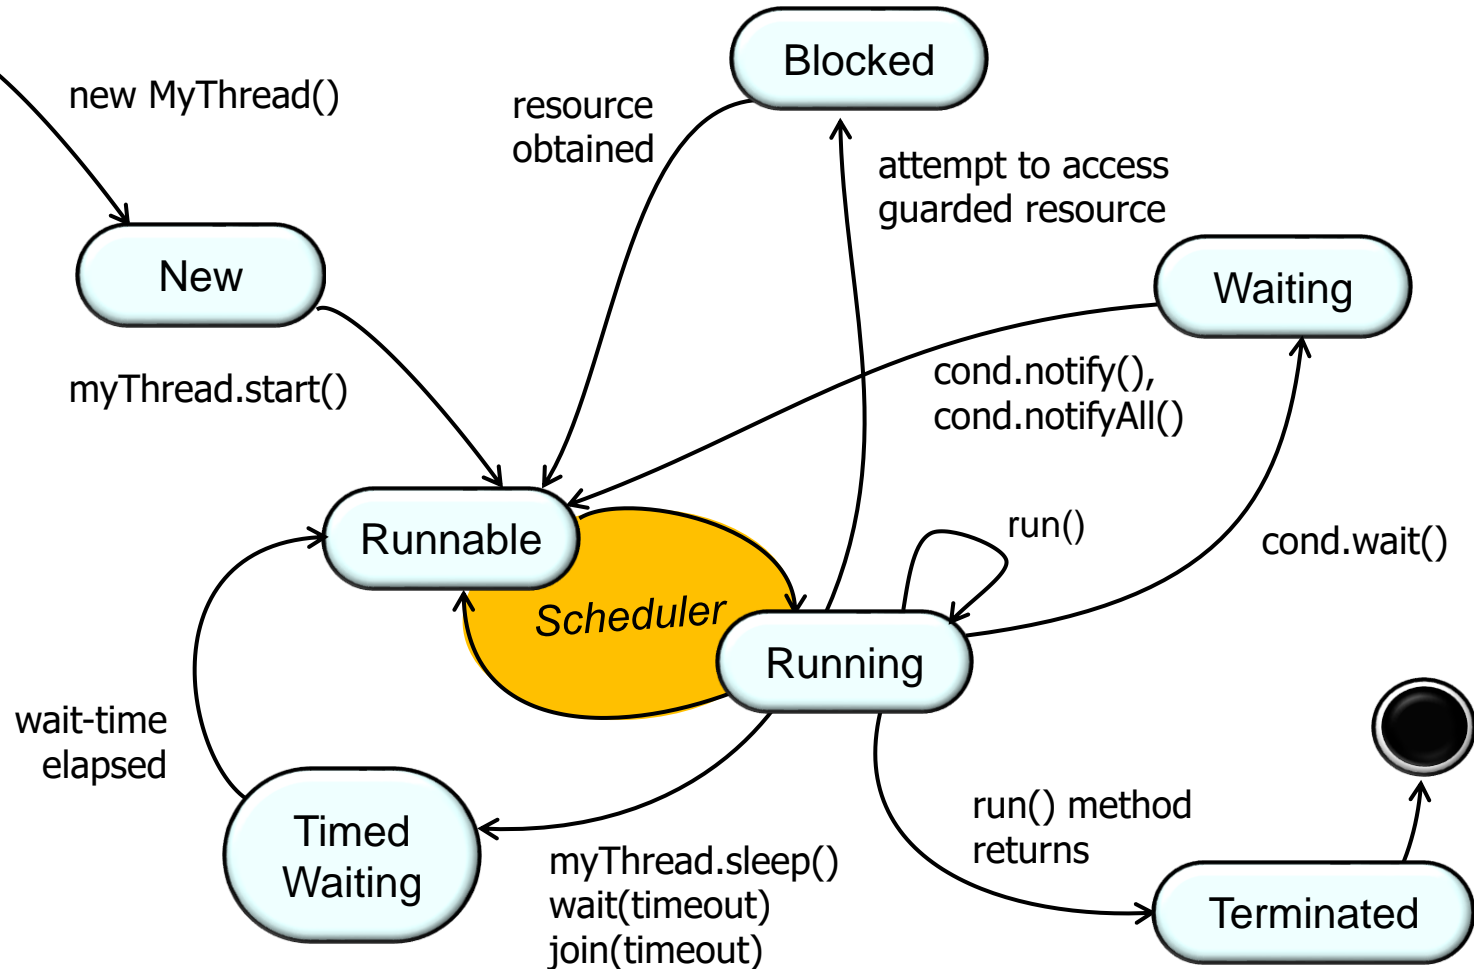 Blocked
new MyThread()
resource
obtained
attempt to access
guarded resource
New
Waiting
myThread.start()
cond.notify(),
cond.notifyAll()
Runnable
run()
cond.wait()
Scheduler
Running
wait-time
elapsed
Timed
Waiting
myThread.sleep()
wait(timeout)
join(timeout)
run() method
returns
Terminated